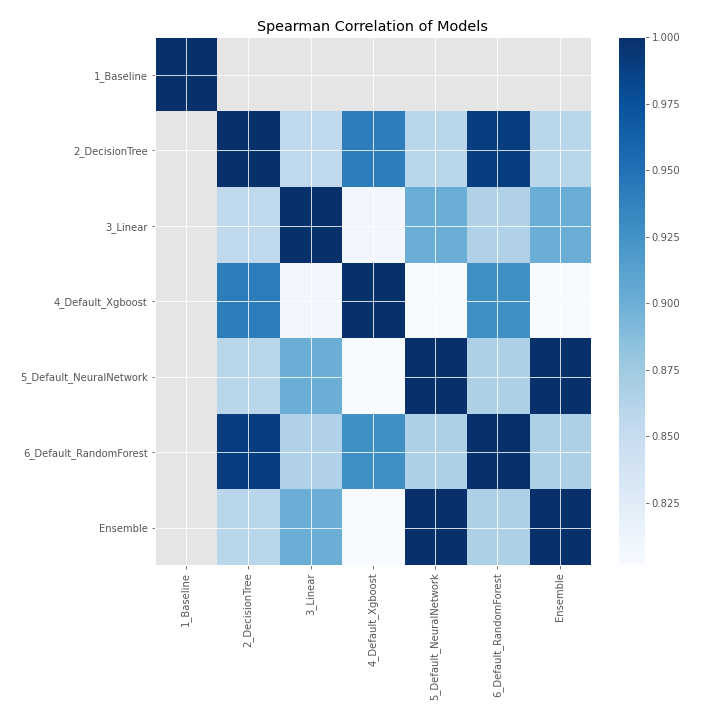 Spearman Correlation of Models
1_Baseline
2_DecisionTree
3_Linear
4_Default_Xgboost
5_Default_NeuralNetwork
6_Default_RandomForest
Ensemble
1_Baseline
2_DecisionTree
3_Linear
4_Default_Xgboost
5_Default_NeuralNetwork
6_Default_RandomForest
Ensemble
1.000
0.975
0.950
0.925
0.900
0.875
0.850
0.825